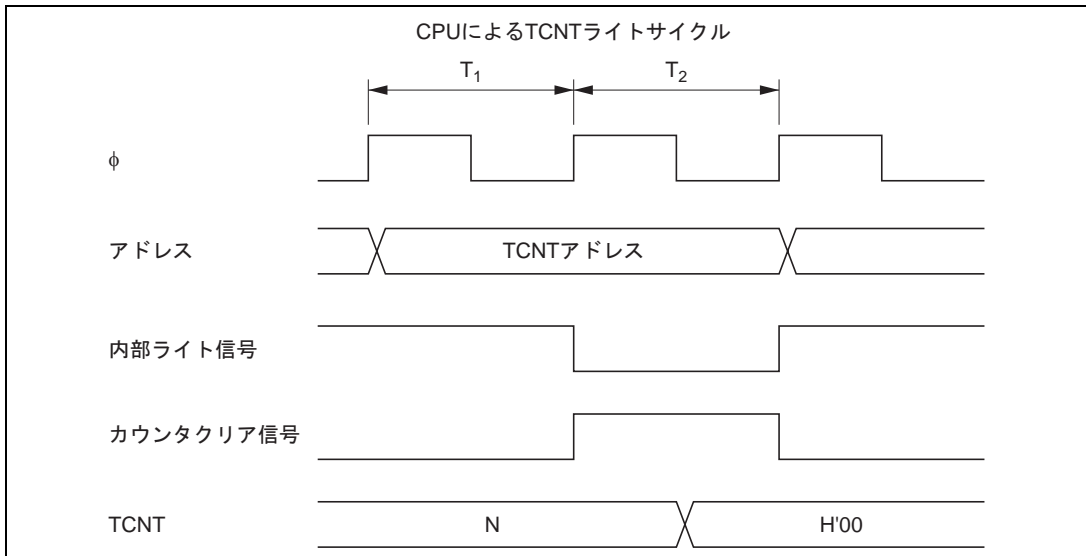 CPUによるTCNTライトサイクル
T1 T2
φ
アドレス TCNTアドレス
内部ライト信号
カウンタクリア信号
TCNT N H'00